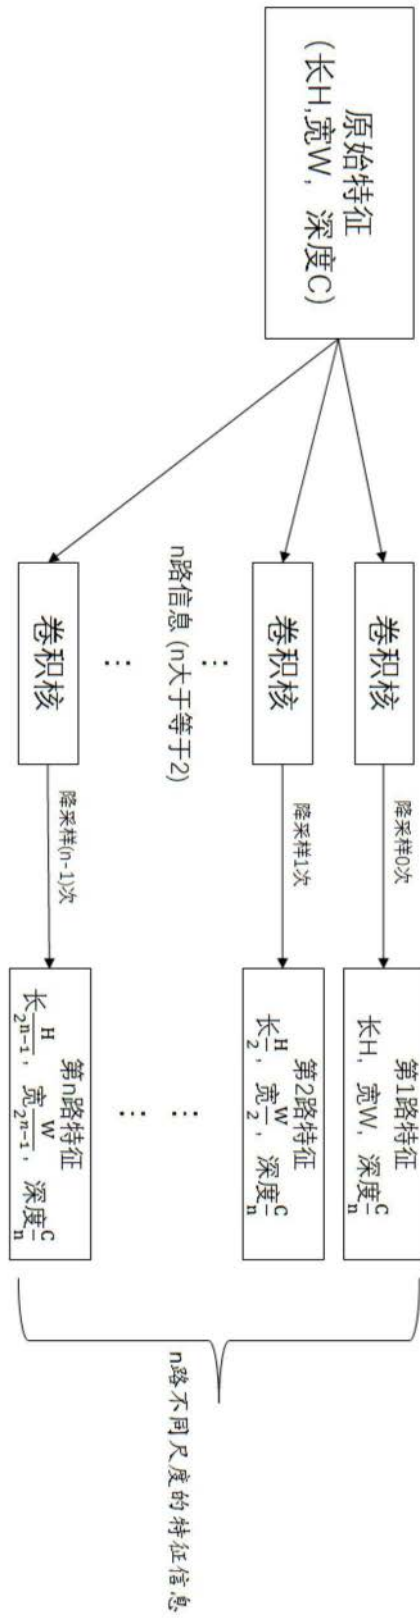 原始特征
(长H,宽W, 深度C)
卷积核
降采样0次
第1路特征
长H, 宽W, 深度C/n
卷积核
降采样1次
第2路特征
长H/2, 宽W/2, 深度C/n
... ...
n路信息 (n大于等于2)
... ...
卷积核
降采样(n-1)次
第n路特征
长H/2^{n-1}, 宽W/2^{n-1}, 深度C/n
n路不同尺度的特征信息